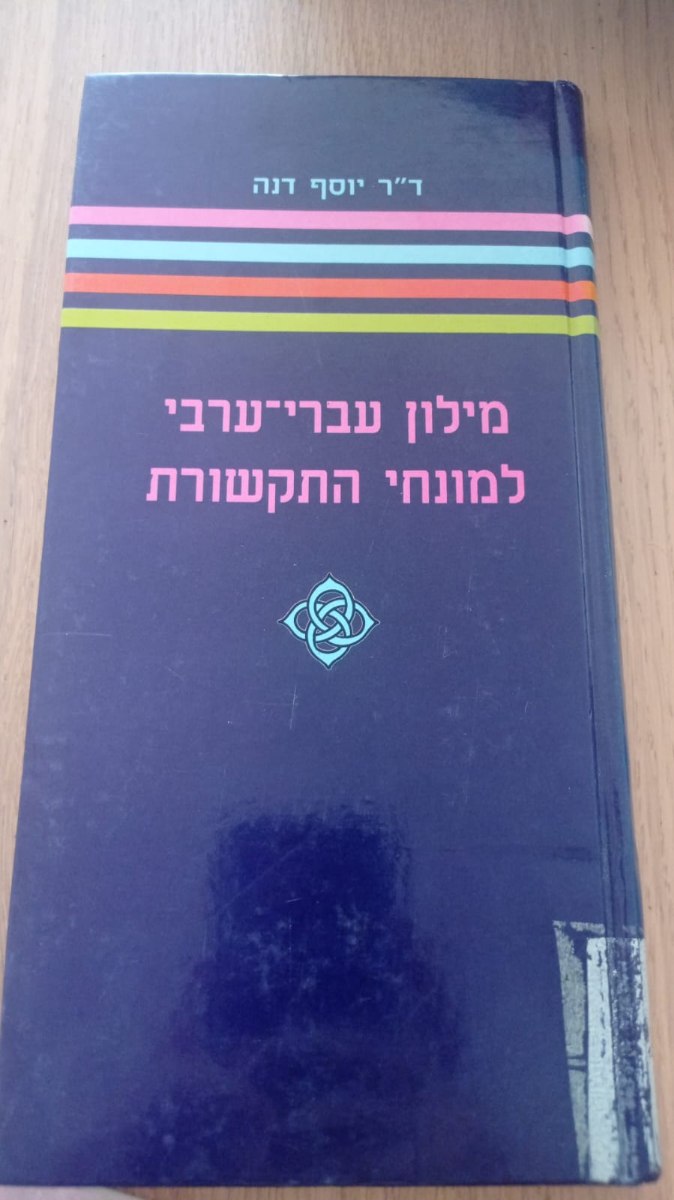 ד"ר יוסף דנה
מילון עברי־ערבי
למונחי התקשורת